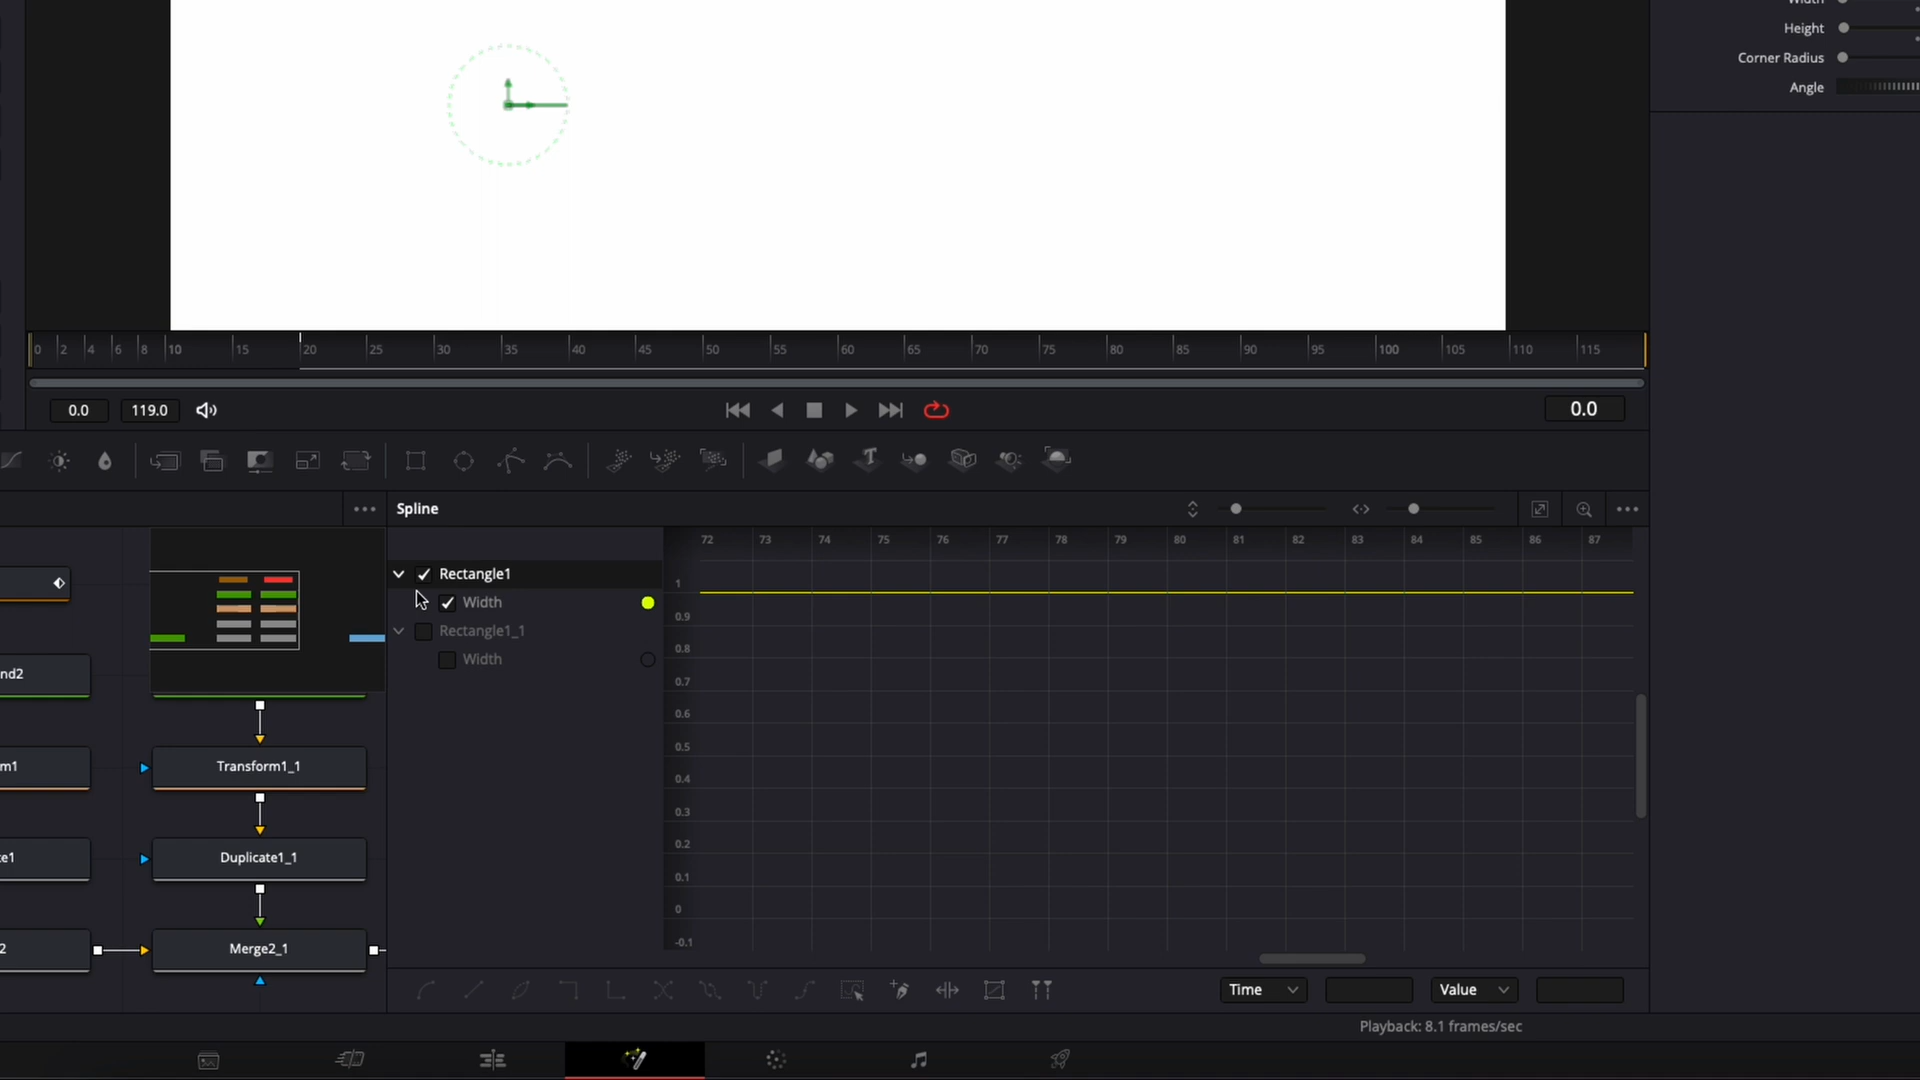 Width
Height
Corner Radius
Angle
0 2 4 6 8 10 15 20 25 30 35 40 45 50 55 60 65 70 75 80 85 90 95 100 105 110 115
0.0 119.0 0.0
Spline
72 73 74 75 76 77 78 79 80 81 82 83 84 85 86 87
Rectangle1
Width
Rectangle1_1
Width
1
0.9
0.8
0.7
0.6
0.5
0.4
0.3
0.2
0.1
0
-0.1
nd2
m1
Transform1_1
te1
Duplicate1_1
2
Merge2_1
Time
Value
Playback: 8.1 frames/sec